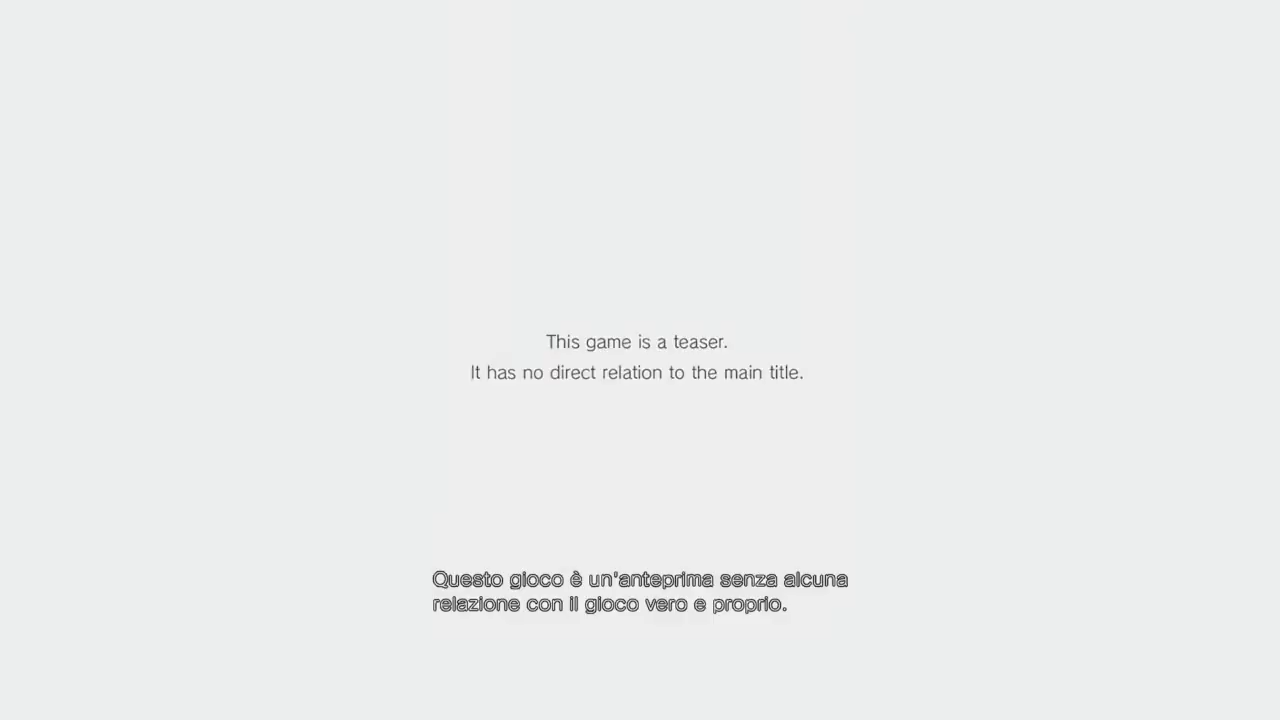 This game is a teaser.
It has no direct relation to the main title.
Questo gioco è un'anteprima senza alcuna
relazione con il gioco vero e proprio.